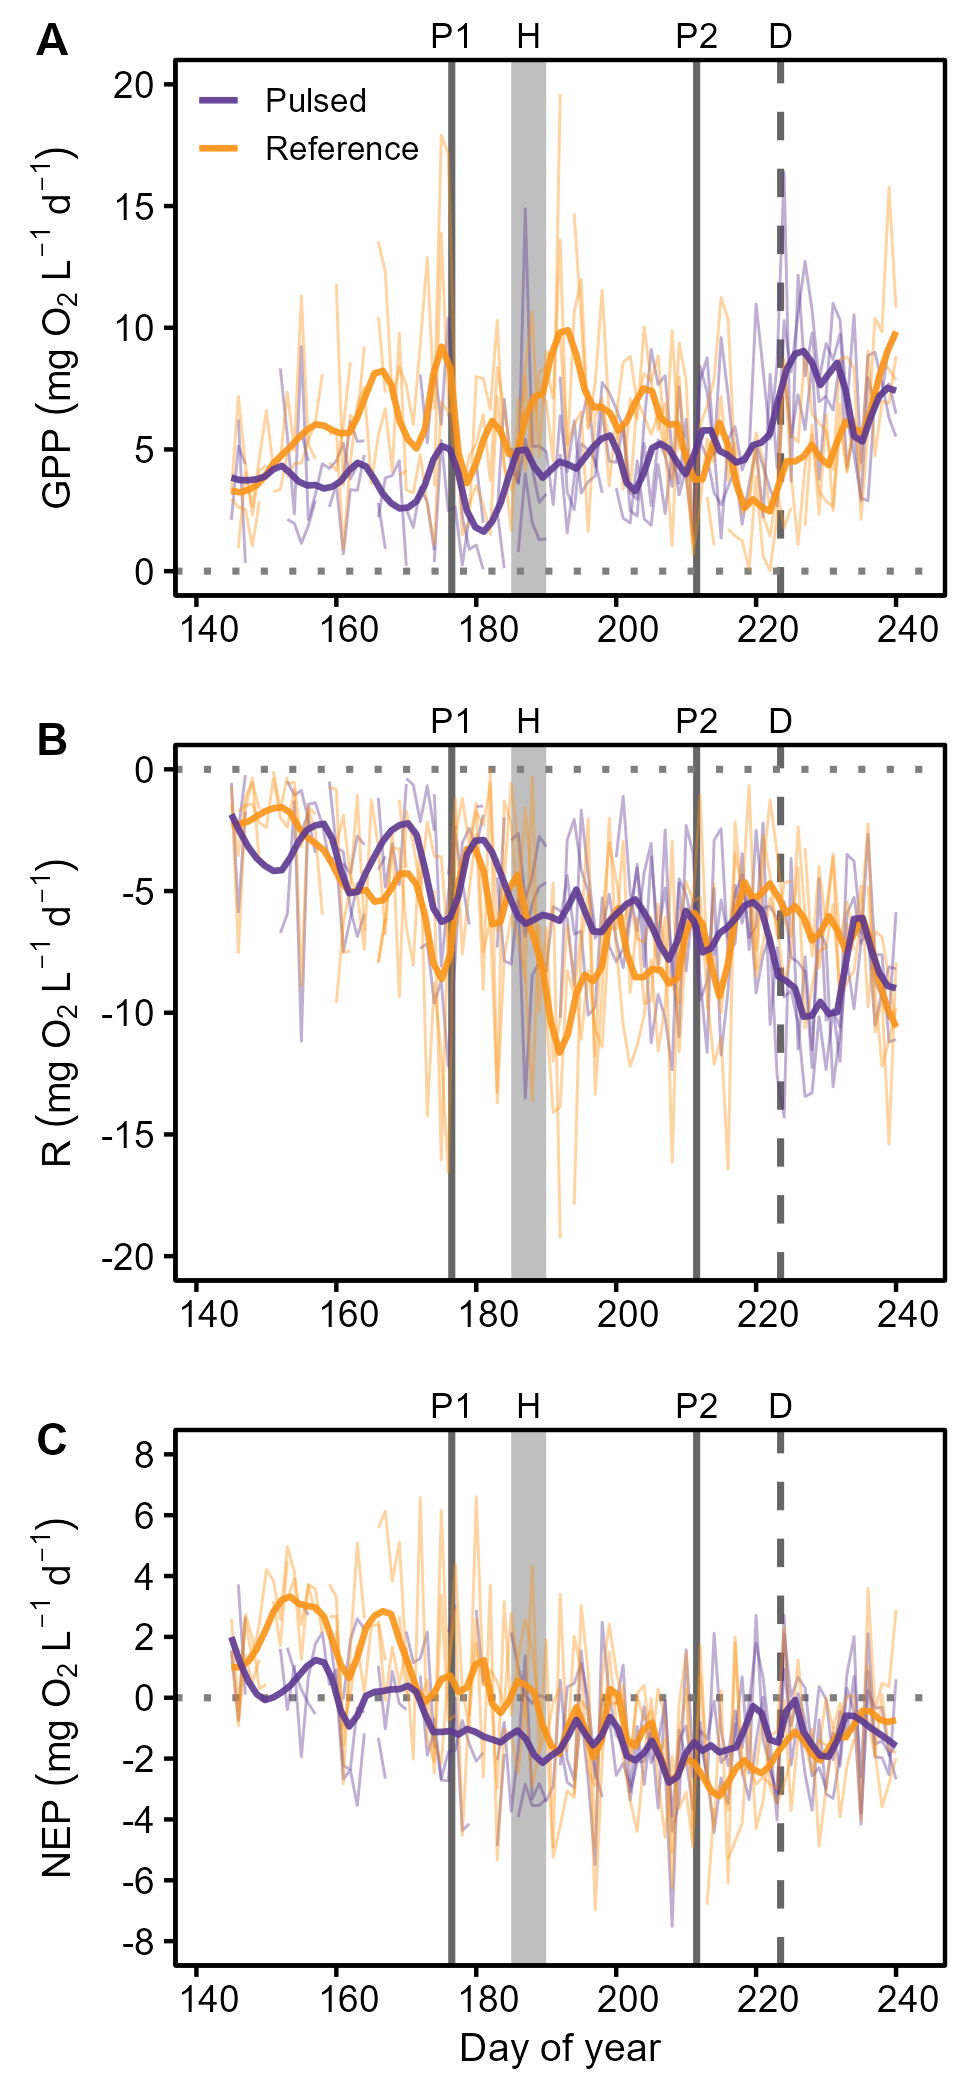 A
P1 H P2 D
Pulsed
Reference
GPP (mg O₂ L⁻¹ d⁻¹)
20
15
10
5
0
140 160 180 200 220 240
B
P1 H P2 D
R (mg O₂ L⁻¹ d⁻¹)
0
-5
-10
-15
-20
140 160 180 200 220 240
C
P1 H P2 D
NEP (mg O₂ L⁻¹ d⁻¹)
8
6
4
2
0
-2
-4
-6
-8
140 160 180 200 220 240
Day of year